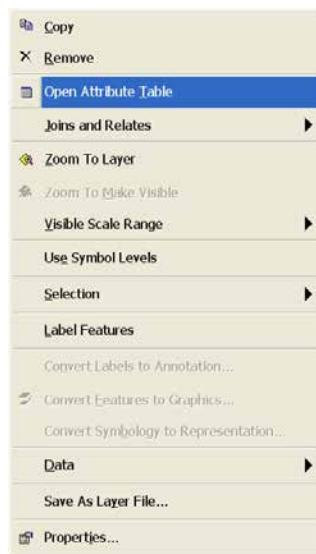 Copy
Remove
Open Attribute Table
Joins and Relates
Zoom To Layer
Zoom To Make Visible
Visible Scale Range
Use Symbol Levels
Selection
Label Features
Convert Labels to Annotation...
Convert Features to Graphics...
Convert Symbology to Representation...
Data
Save As Layer File...
Properties...